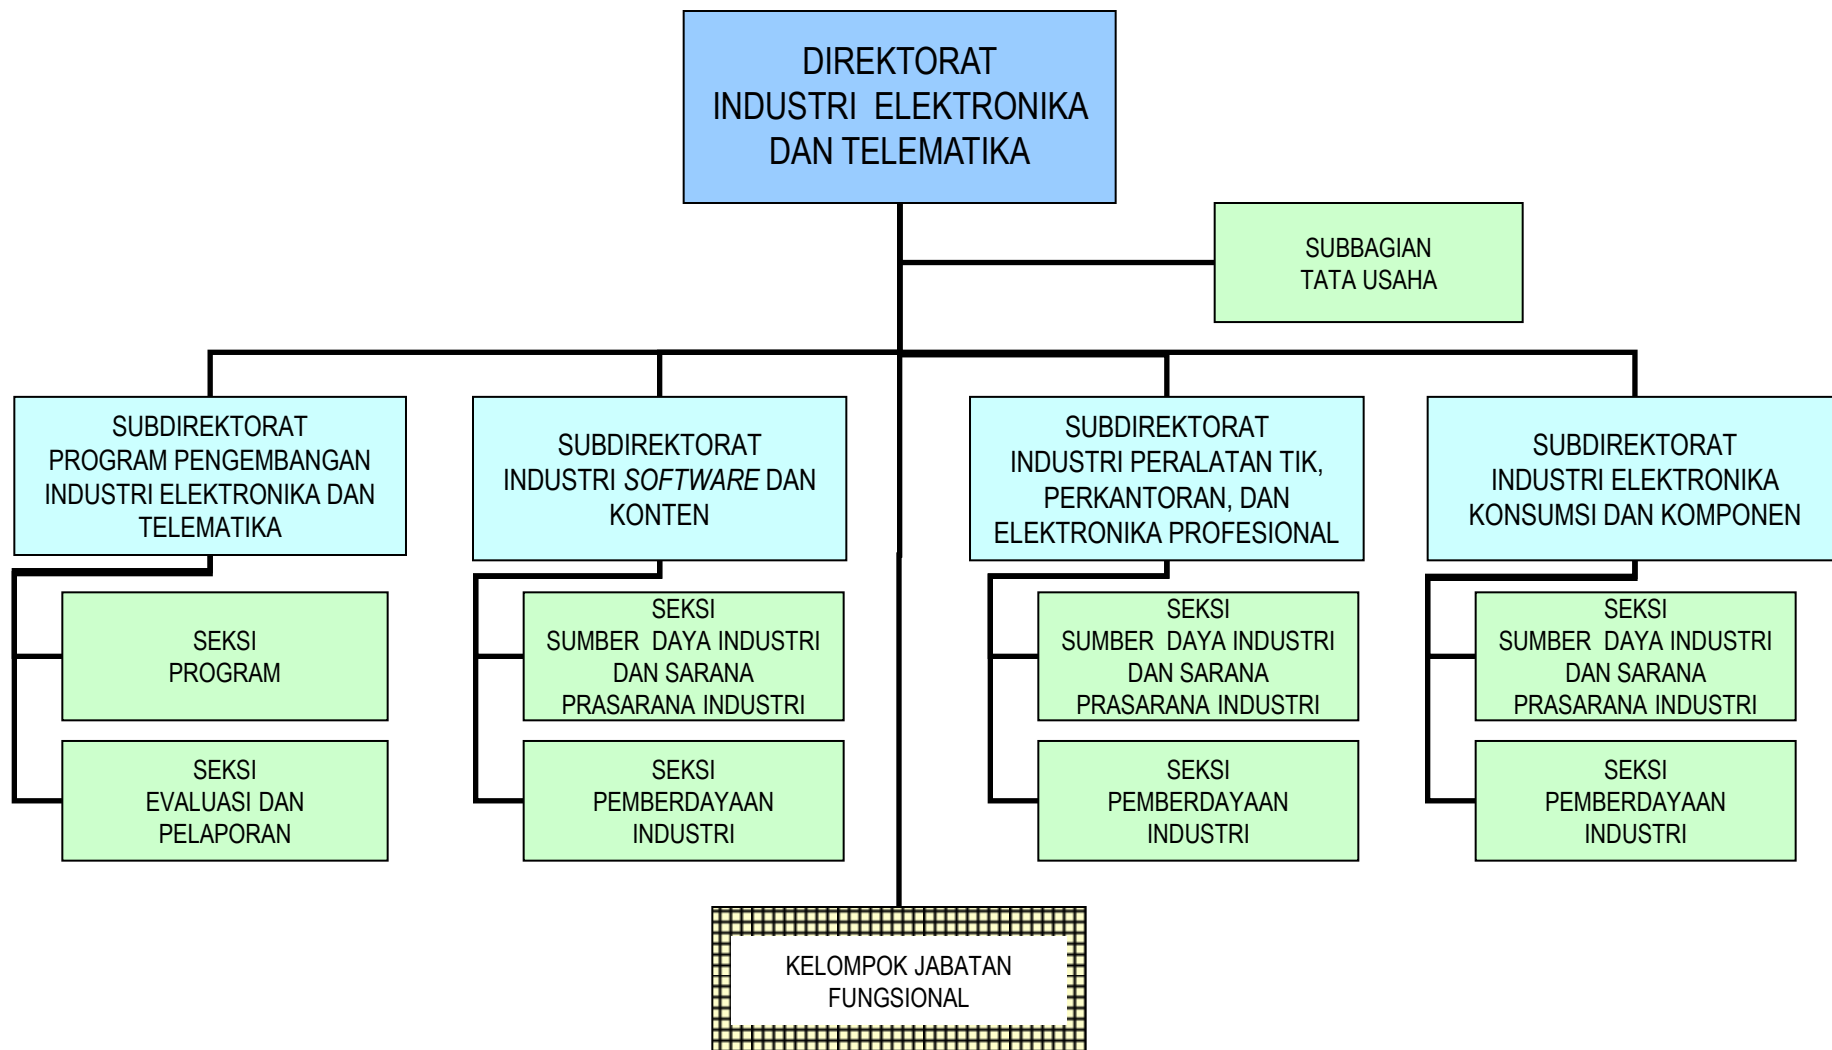 DIREKTORAT
INDUSTRI ELEKTRONIKA
DAN TELEMATIKA
SUBBAGIAN
TATA USAHA
SUBDIREKTORAT
PROGRAM PENGEMBANGAN
INDUSTRI ELEKTRONIKA DAN
TELEMATIKA
SUBDIREKTORAT
INDUSTRI SOFTWARE DAN
KONTEN
SUBDIREKTORAT
INDUSTRI PERALATAN TIK,
PERKANTORAN, DAN
ELEKTRONIKA PROFESIONAL
SUBDIREKTORAT
INDUSTRI ELEKTRONIKA
KONSUMSI DAN KOMPONEN
SEKSI
PROGRAM
SEKSI
SUMBER DAYA INDUSTRI
DAN SARANA
PRASARANA INDUSTRI
SEKSI
SUMBER DAYA INDUSTRI
DAN SARANA
PRASARANA INDUSTRI
SEKSI
SUMBER DAYA INDUSTRI
DAN SARANA
PRASARANA INDUSTRI
SEKSI
EVALUASI DAN
PELAPORAN
SEKSI
PEMBERDAYAAN
INDUSTRI
SEKSI
PEMBERDAYAAN
INDUSTRI
SEKSI
PEMBERDAYAAN
INDUSTRI
KELOMPOK JABATAN
FUNGSIONAL